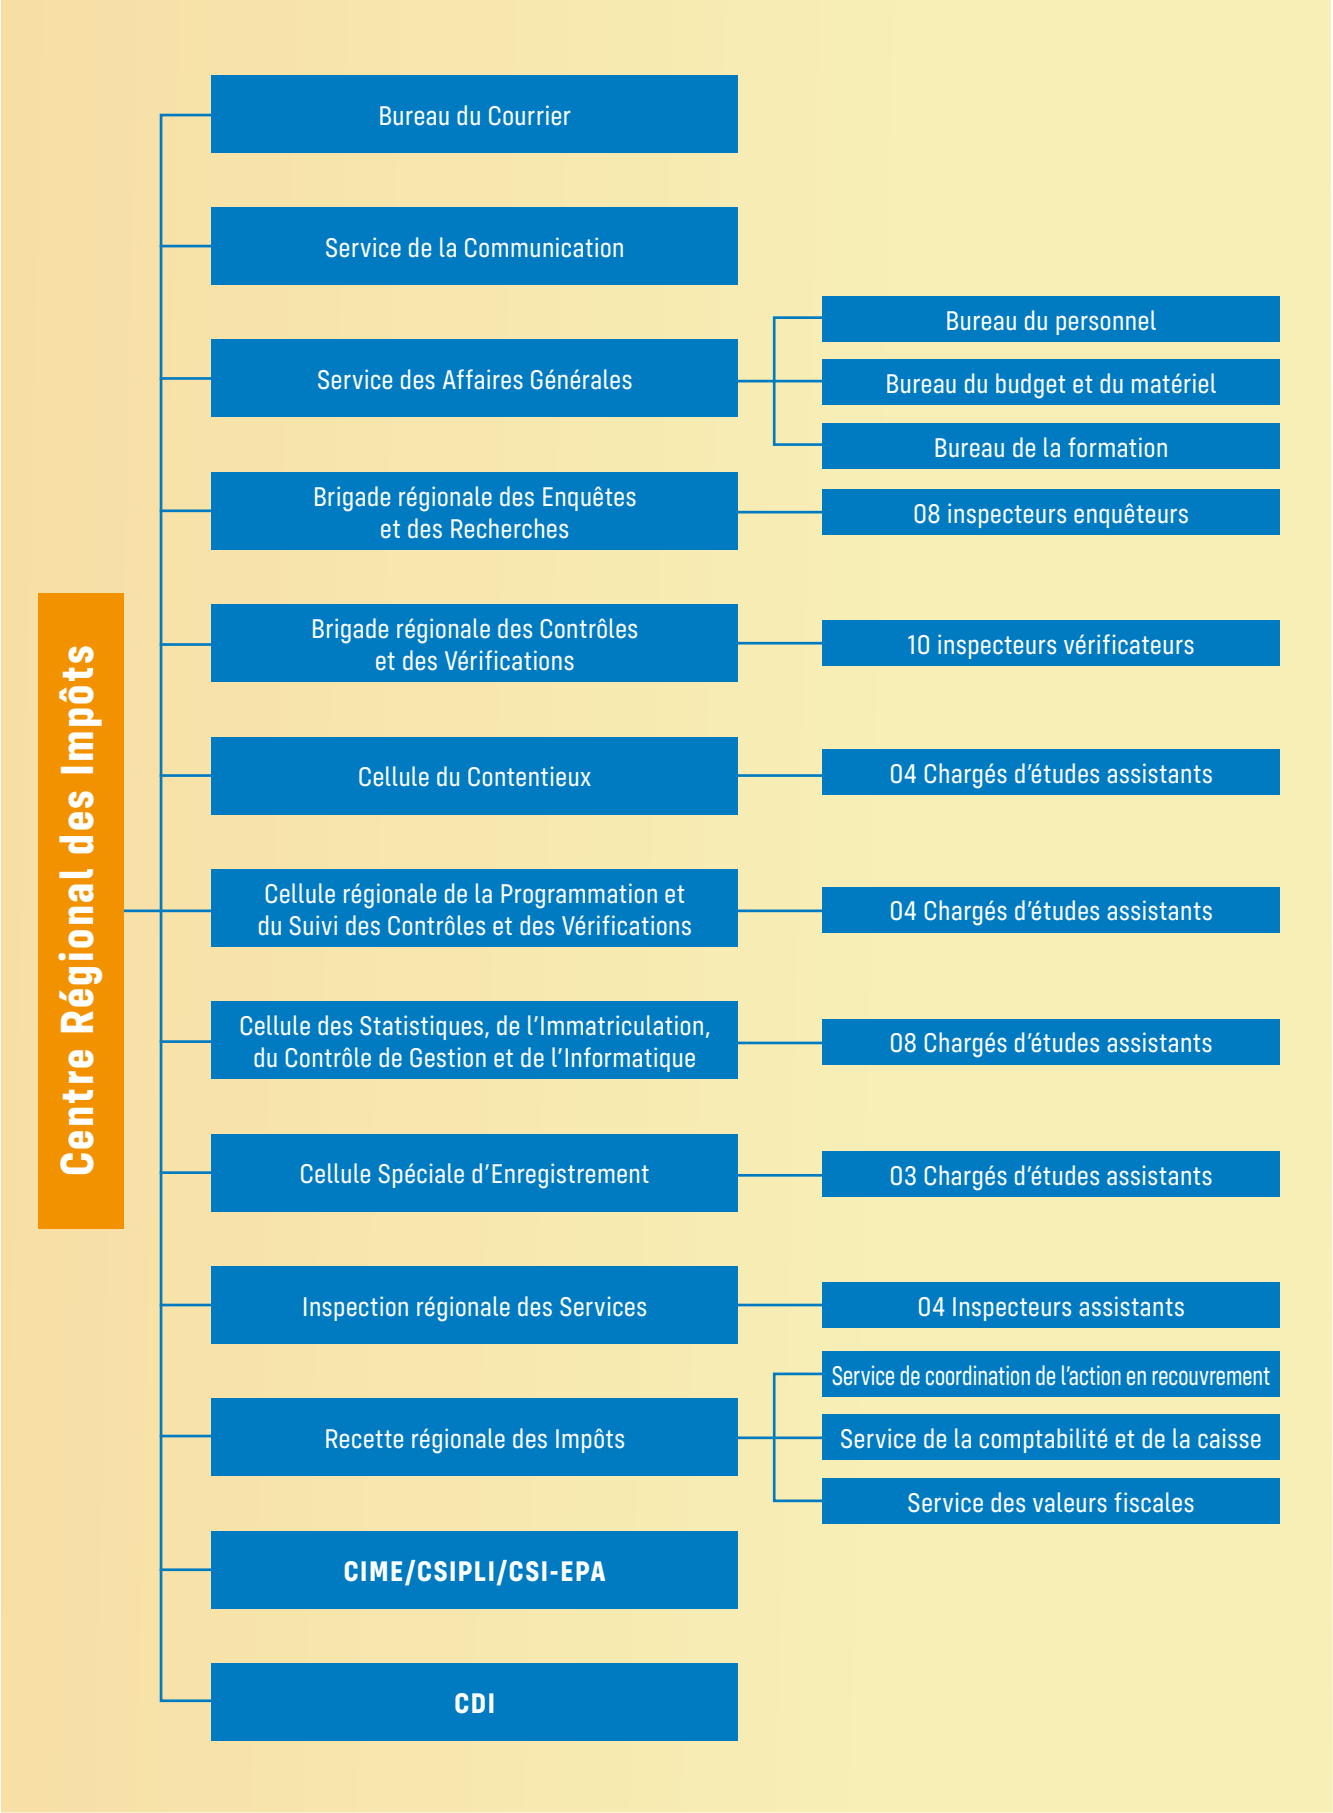 Centre Régional des Impôts
Bureau du Courrier
Service de la Communication
Service des Affaires Générales
Bureau du personnel
Bureau du budget et du matériel
Bureau de la formation
Brigade régionale des Enquêtes
et des Recherches
08 inspecteurs enquêteurs
Brigade régionale des Contrôles
et des Vérifications
10 inspecteurs vérificateurs
Cellule du Contentieux
04 Chargés d’études assistants
Cellule régionale de la Programmation et
du Suivi des Contrôles et des Vérifications
04 Chargés d’études assistants
Cellule des Statistiques, de l’Immatriculation,
du Contrôle de Gestion et de l’Informatique
08 Chargés d’études assistants
Cellule Spéciale d’Enregistrement
03 Chargés d’études assistants
Inspection régionale des Services
04 Inspecteurs assistants
Recette régionale des Impôts
Service de coordination de l’action en recouvrement
Service de la comptabilité et de la caisse
Service des valeurs fiscales
CIME/CSIPLI/CSI-EPA
CDI